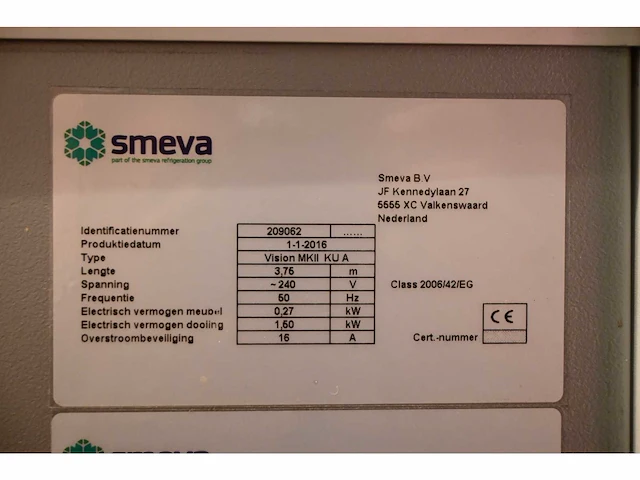 smeva
part of the smeva refrigeration group
Smeva B.V
JF Kennedylaan 27
5555 XC Valkenswaard
Nederland
Identificatienummer 209062 ......
Produktiedatum 1-1-2016
Type Vision MKII KU A
Lengte 3,75 m
Spanning ~ 240 V
Class 2006/42/EG
Frequentie 50 Hz
Electrisch vermogen meubel 0,27 kW
Electrisch vermogen dooiing 1,50 kW
Overstroombeveiliging 16 A
CE
Cert.-nummer
smeva